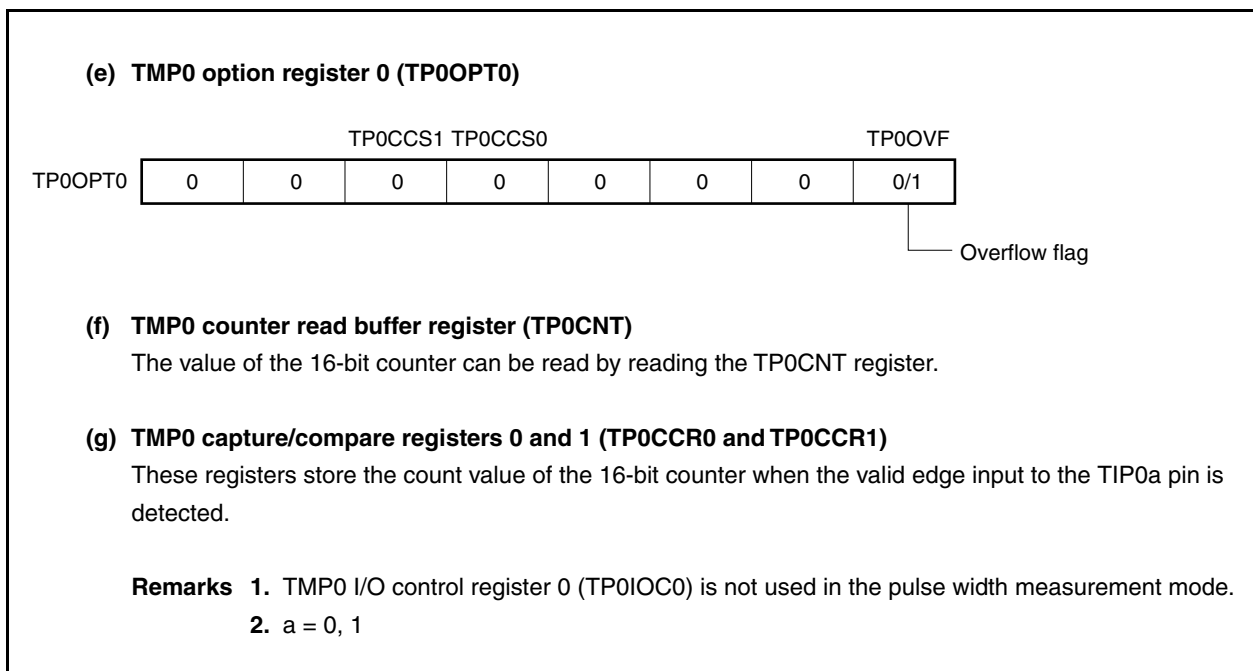 (e) TMP0 option register 0 (TP0OPT0)
TP0CCS1 TP0CCS0 TP0OVF
TP0OPT0 0 0 0 0 0 0 0 0/1
Overflow flag
(f) TMP0 counter read buffer register (TP0CNT)
The value of the 16-bit counter can be read by reading the TP0CNT register.
(g) TMP0 capture/compare registers 0 and 1 (TP0CCR0 and TP0CCR1)
These registers store the count value of the 16-bit counter when the valid edge input to the TIP0a pin is
detected.
Remarks 1. TMP0 I/O control register 0 (TP0IOC0) is not used in the pulse width measurement mode.
2. a = 0, 1